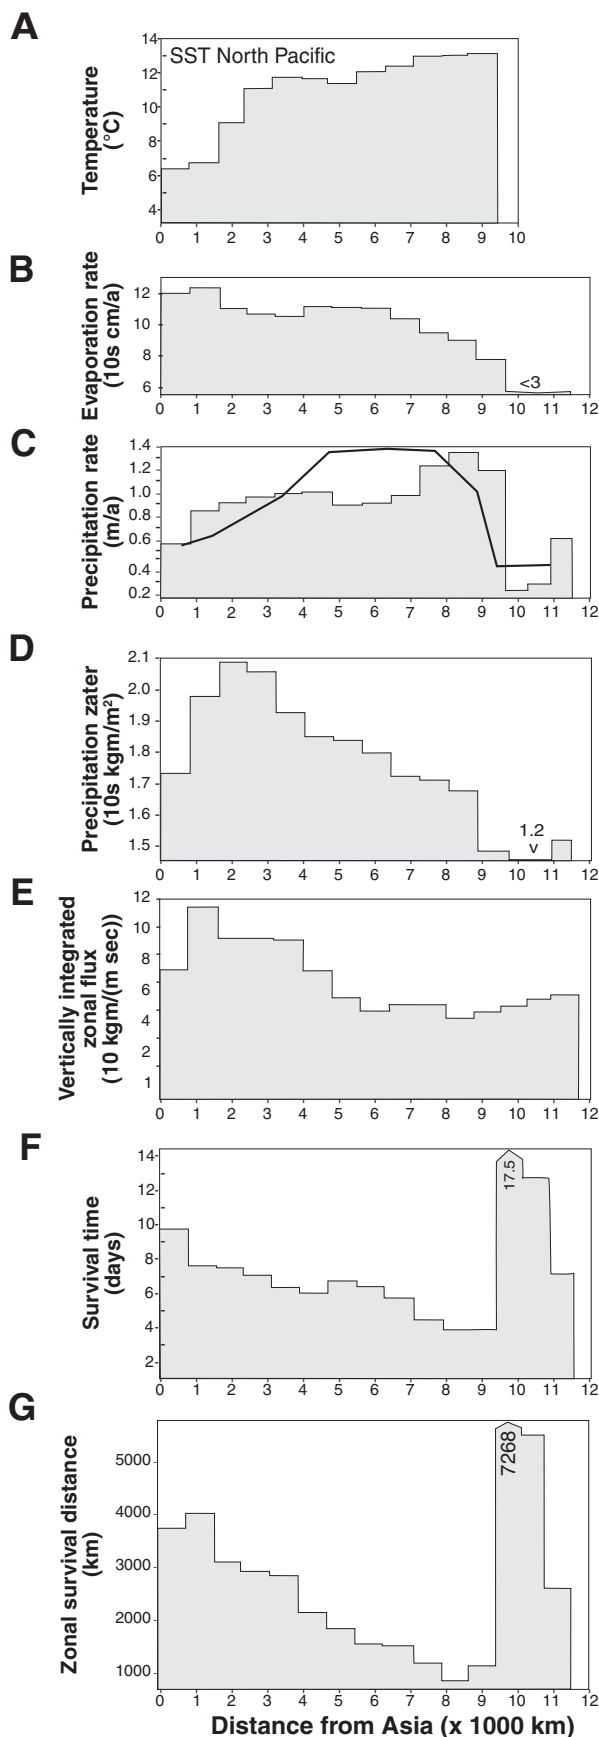 A
Temperature
(°C)
SST North Pacific
14
12
10
8
6
4
0 1 2 3 4 5 6 7 8 9 10
B
Evaporation rate
(10s cm/a)
12
10
8
6
<3
0 1 2 3 4 5 6 7 8 9 10 11 12
C
Precipitation rate
(m/a)
1.4
1.2
1.0
0.8
0.6
0.4
0.2
0 1 2 3 4 5 6 7 8 9 10 11 12
D
Precipitation zater
(10s kgm/m²)
2.1
2.0
1.9
1.8
1.7
1.6
1.5
1.2
v
0 1 2 3 4 5 6 7 8 9 10 11 12
E
Vertically integrated
zonal flux
(10 kgm/(m sec))
12
10
8
6
4
2
1
0 1 2 3 4 5 6 7 8 9 10 11 12
F
Survival time
(days)
14
12
10
8
6
4
2
17.5
0 1 2 3 4 5 6 7 8 9 10 11 12
G
Zonal survival distance
(km)
5000
4000
3000
2000
1000
7268
0 1 2 3 4 5 6 7 8 9 10 11 12
Distance from Asia (x 1000 km)